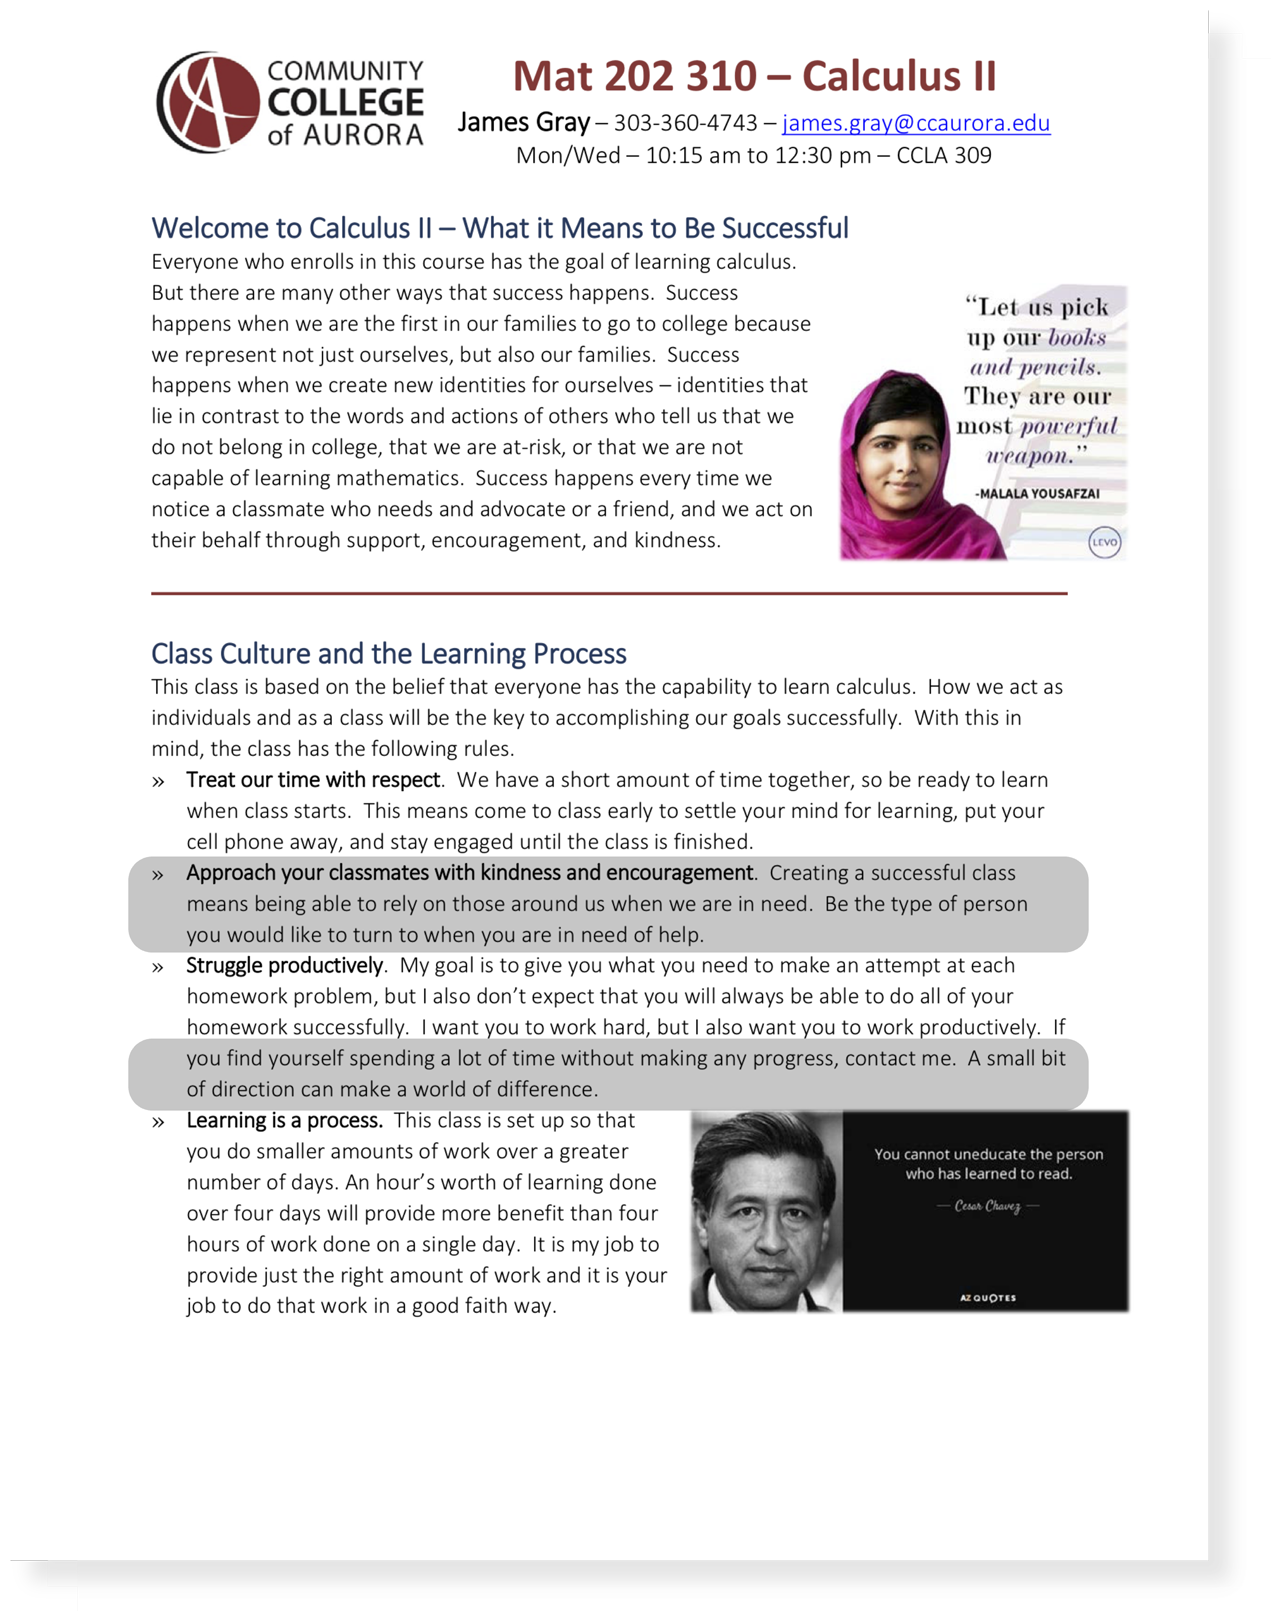 COMMUNITY
COLLEGE
of AURORA
Mat 202 310 – Calculus II
James Gray – 303-360-4743 – james.gray@ccaurora.edu
Mon/Wed – 10:15 am to 12:30 pm – CCLA 309
Welcome to Calculus II – What it Means to Be Successful
Everyone who enrolls in this course has the goal of learning calculus.
But there are many other ways that success happens.  Success
happens when we are the first in our families to go to college because
we represent not just ourselves, but also our families.  Success
happens when we create new identities for ourselves – identities that
lie in contrast to the words and actions of others who tell us that we
do not belong in college, that we are at-risk, or that we are not
capable of learning mathematics.  Success happens every time we
notice a classmate who needs and advocate or a friend, and we act on
their behalf through support, encouragement, and kindness.
“Let us pick
up our books
and pencils.
They are our
most powerful
weapon.”
-MALALA YOUSAFZAI
LEVO
Class Culture and the Learning Process
This class is based on the belief that everyone has the capability to learn calculus.  How we act as
individuals and as a class will be the key to accomplishing our goals successfully.  With this in
mind, the class has the following rules.
» Treat our time with respect.  We have a short amount of time together, so be ready to learn
when class starts.  This means come to class early to settle your mind for learning, put your
cell phone away, and stay engaged until the class is finished.
» Approach your classmates with kindness and encouragement.  Creating a successful class
means being able to rely on those around us when we are in need.  Be the type of person
you would like to turn to when you are in need of help.
» Struggle productively.  My goal is to give you what you need to make an attempt at each
homework problem, but I also don’t expect that you will always be able to do all of your
homework successfully.  I want you to work hard, but I also want you to work productively.  If
you find yourself spending a lot of time without making any progress, contact me.  A small bit
of direction can make a world of difference.
» Learning is a process.  This class is set up so that
you do smaller amounts of work over a greater
number of days. An hour’s worth of learning done
over four days will provide more benefit than four
hours of work done on a single day.  It is my job to
provide just the right amount of work and it is your
job to do that work in a good faith way.
You cannot uneducate the person
who has learned to read.
— Cesar Chavez —
AZ QUOTES